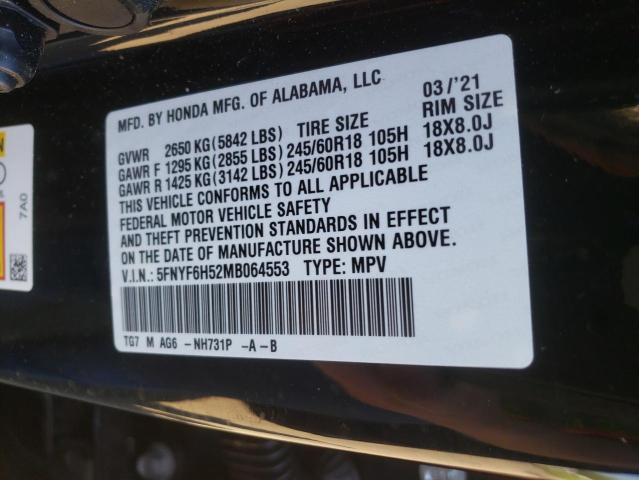 MFD. BY HONDA MFG. OF ALABAMA, LLC 03/'21
GVWR 2650 KG(5842 LBS) TIRE SIZE RIM SIZE
GAWR F 1295 KG(2855 LBS) 245/60R18 105H 18X8.0J
GAWR R 1425 KG(3142 LBS) 245/60R18 105H 18X8.0J
THIS VEHICLE CONFORMS TO ALL APPLICABLE
FEDERAL MOTOR VEHICLE SAFETY
AND THEFT PREVENTION STANDARDS IN EFFECT
ON THE DATE OF MANUFACTURE SHOWN ABOVE.
V.I.N.: 5FNYF6H52MB064553 TYPE: MPV
TG7 M AG6 -NH731P -A -B
7A0